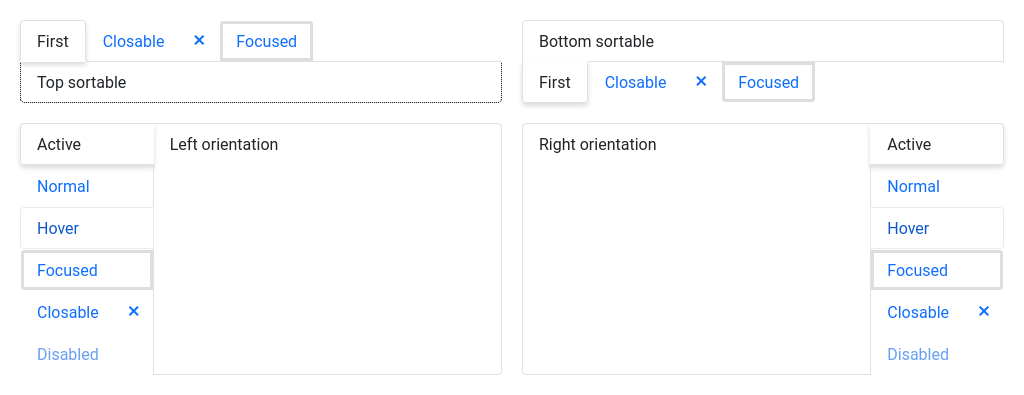 First Closable × Focused
Top sortable
Bottom sortable
First Closable × Focused
Active
Normal
Hover
Focused
Closable ×
Disabled
Left orientation
Right orientation
Active
Normal
Hover
Focused
Closable ×
Disabled